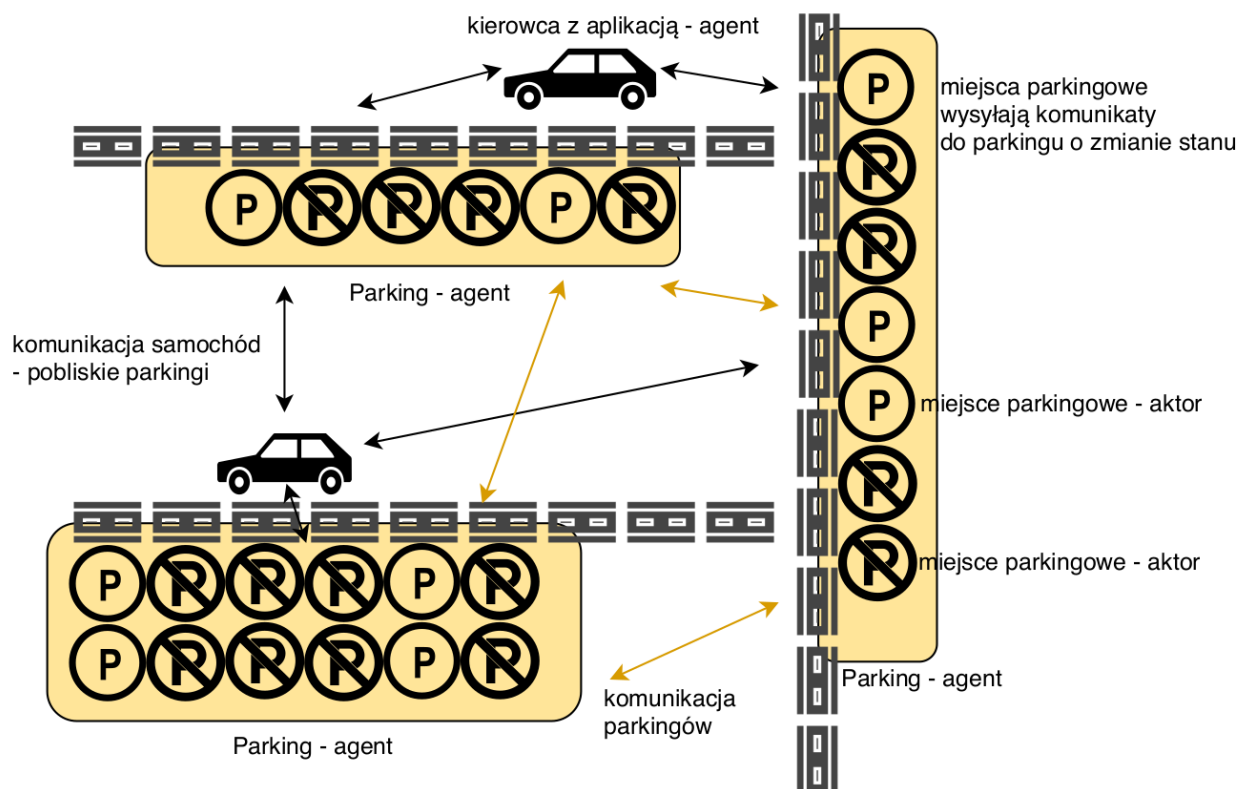 kierowca z aplikacją - agent
miejsca parkingowe
wysyłają komunikaty
do parkingu o zmianie stanu
P
P
P
P
P
P
P
P
P
P
P
P
P
Parking - agent
komunikacja samochód
- pobliskie parkingi
miejsce parkingowe - aktor
miejsce parkingowe - aktor
P P P P P P
P P P P P P
Parking - agent
komunikacja
parkingów
Parking - agent